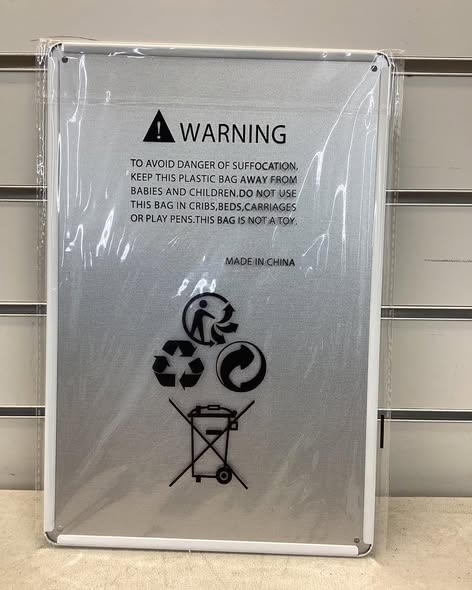 WARNING
TO AVOID DANGER OF SUFFOCATION,
KEEP THIS PLASTIC BAG AWAY FROM
BABIES AND CHILDREN.DO NOT USE
THIS BAG IN CRIBS,BEDS,CARRIAGES
OR PLAY PENS.THIS BAG IS NOT A TOY.
MADE IN CHINA